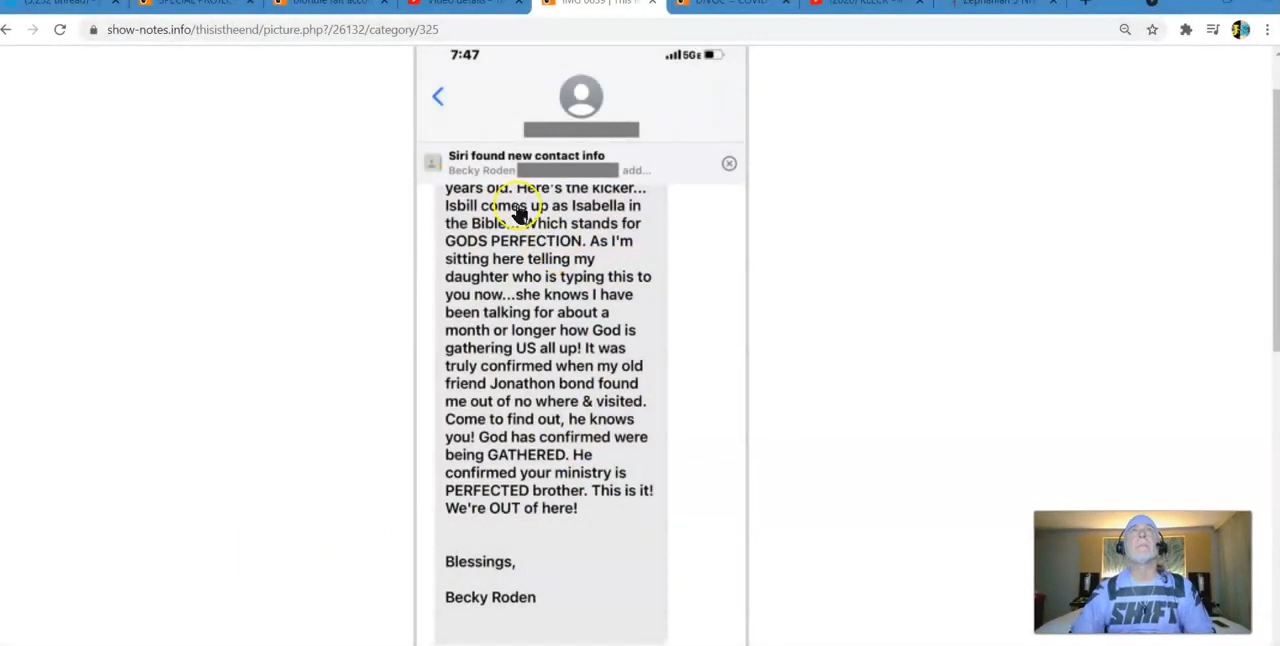 show-notes.info/thisistheend/picture.php?/26132/category/325
7:47
5GE
Siri found new contact info
Becky Roden
add...
years old. Here's the kicker...
Isbill comes up as Isabella in
the Bible... Which stands for
GODS PERFECTION. As I'm
sitting here telling my
daughter who is typing this to
you now...she knows I have
been talking for about a
month or longer how God is
gathering US all up! It was
truly confirmed when my old
friend Jonathon bond found
me out of no where & visited.
Come to find out, he knows
you! God has confirmed were
being GATHERED. He
confirmed your ministry is
PERFECTED brother. This is it!
We're OUT of here!
Blessings,
Becky Roden
SHIFT